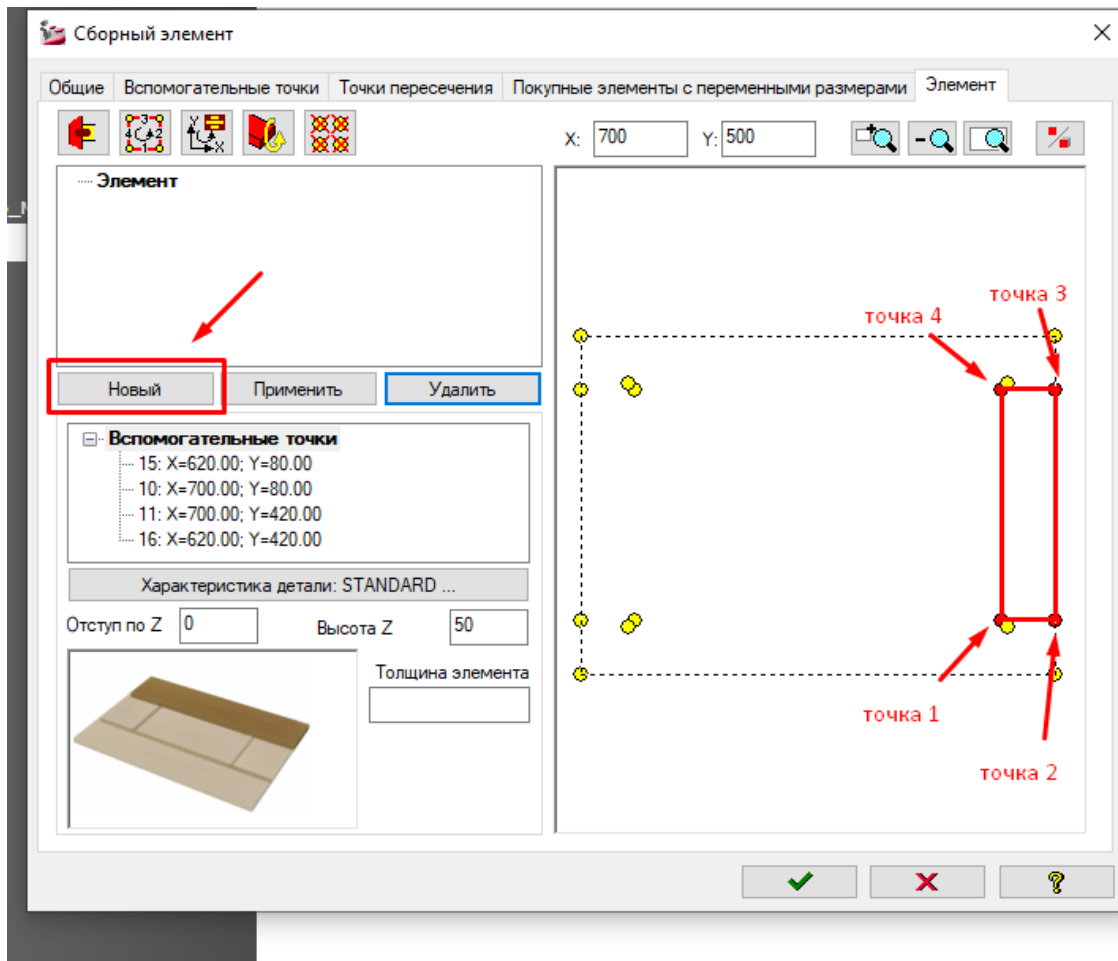 Сборный элемент
Общие
Вспомогательные точки
Точки пересечения
Покупные элементы с переменными размерами
Элемент
X: 700
Y: 500
Элемент
точка 3
точка 4
Новый
Применить
Удалить
Вспомогательные точки
15: X=620.00; Y=80.00
10: X=700.00; Y=80.00
11: X=700.00; Y=420.00
16: X=620.00; Y=420.00
Характеристика детали: STANDARD ...
Отступ по Z 0
Высота Z 50
Толщина элемента
точка 1
точка 2